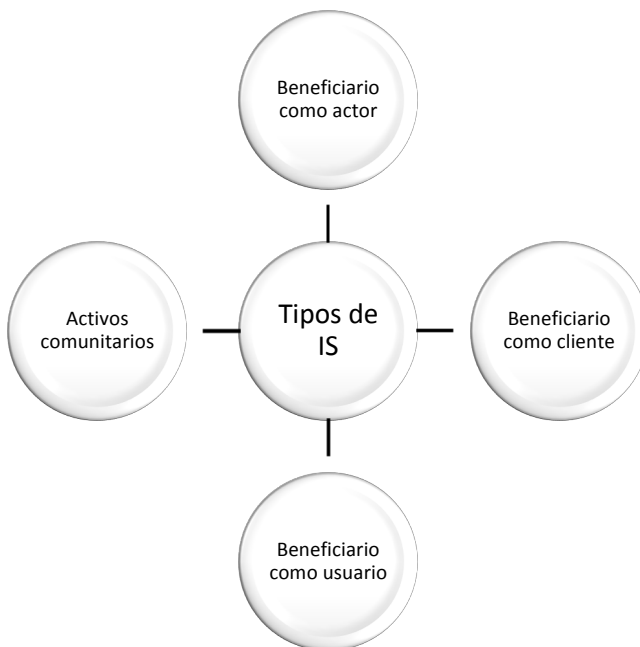 Beneficiario
como actor
Activos
comunitarios
Tipos de
IS
Beneficiario
como cliente
Beneficiario
como usuario